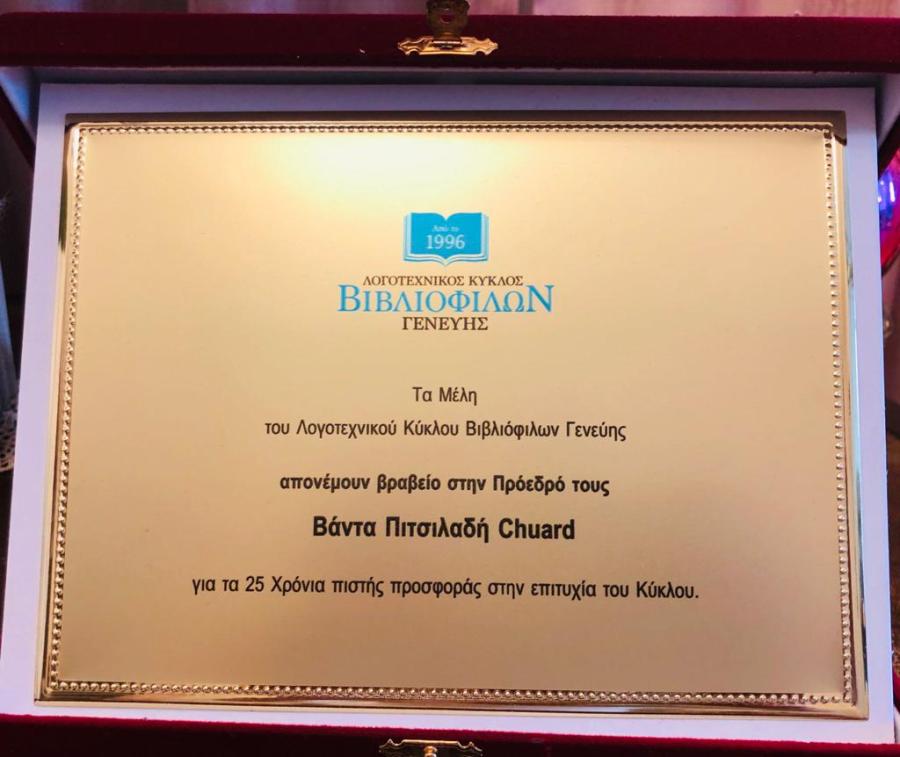 Από το
1996
ΛΟΓΟΤΕΧΝΙΚΟΣ ΚΥΚΛΟΣ
ΒΙΒΛΙΟΦΙΛΩΝ
ΓΕΝΕΥΗΣ
Τα Μέλη
του Λογοτεχνικού Κύκλου Βιβλιόφιλων Γενεύης
απονέμουν βραβείο στην Πρόεδρό τους
Βάντα Πιτσιλαδή Chuard
για τα 25 Χρόνια πιστής προσφοράς στην επιτυχία του Κύκλου.